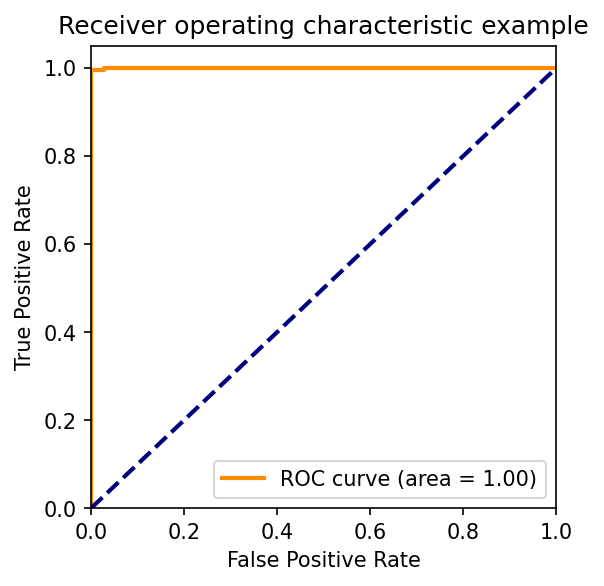 Receiver operating characteristic example
1.0
0.8
0.6
0.4
0.2
0.0
True Positive Rate
ROC curve (area = 1.00)
0.0 0.2 0.4 0.6 0.8 1.0
False Positive Rate